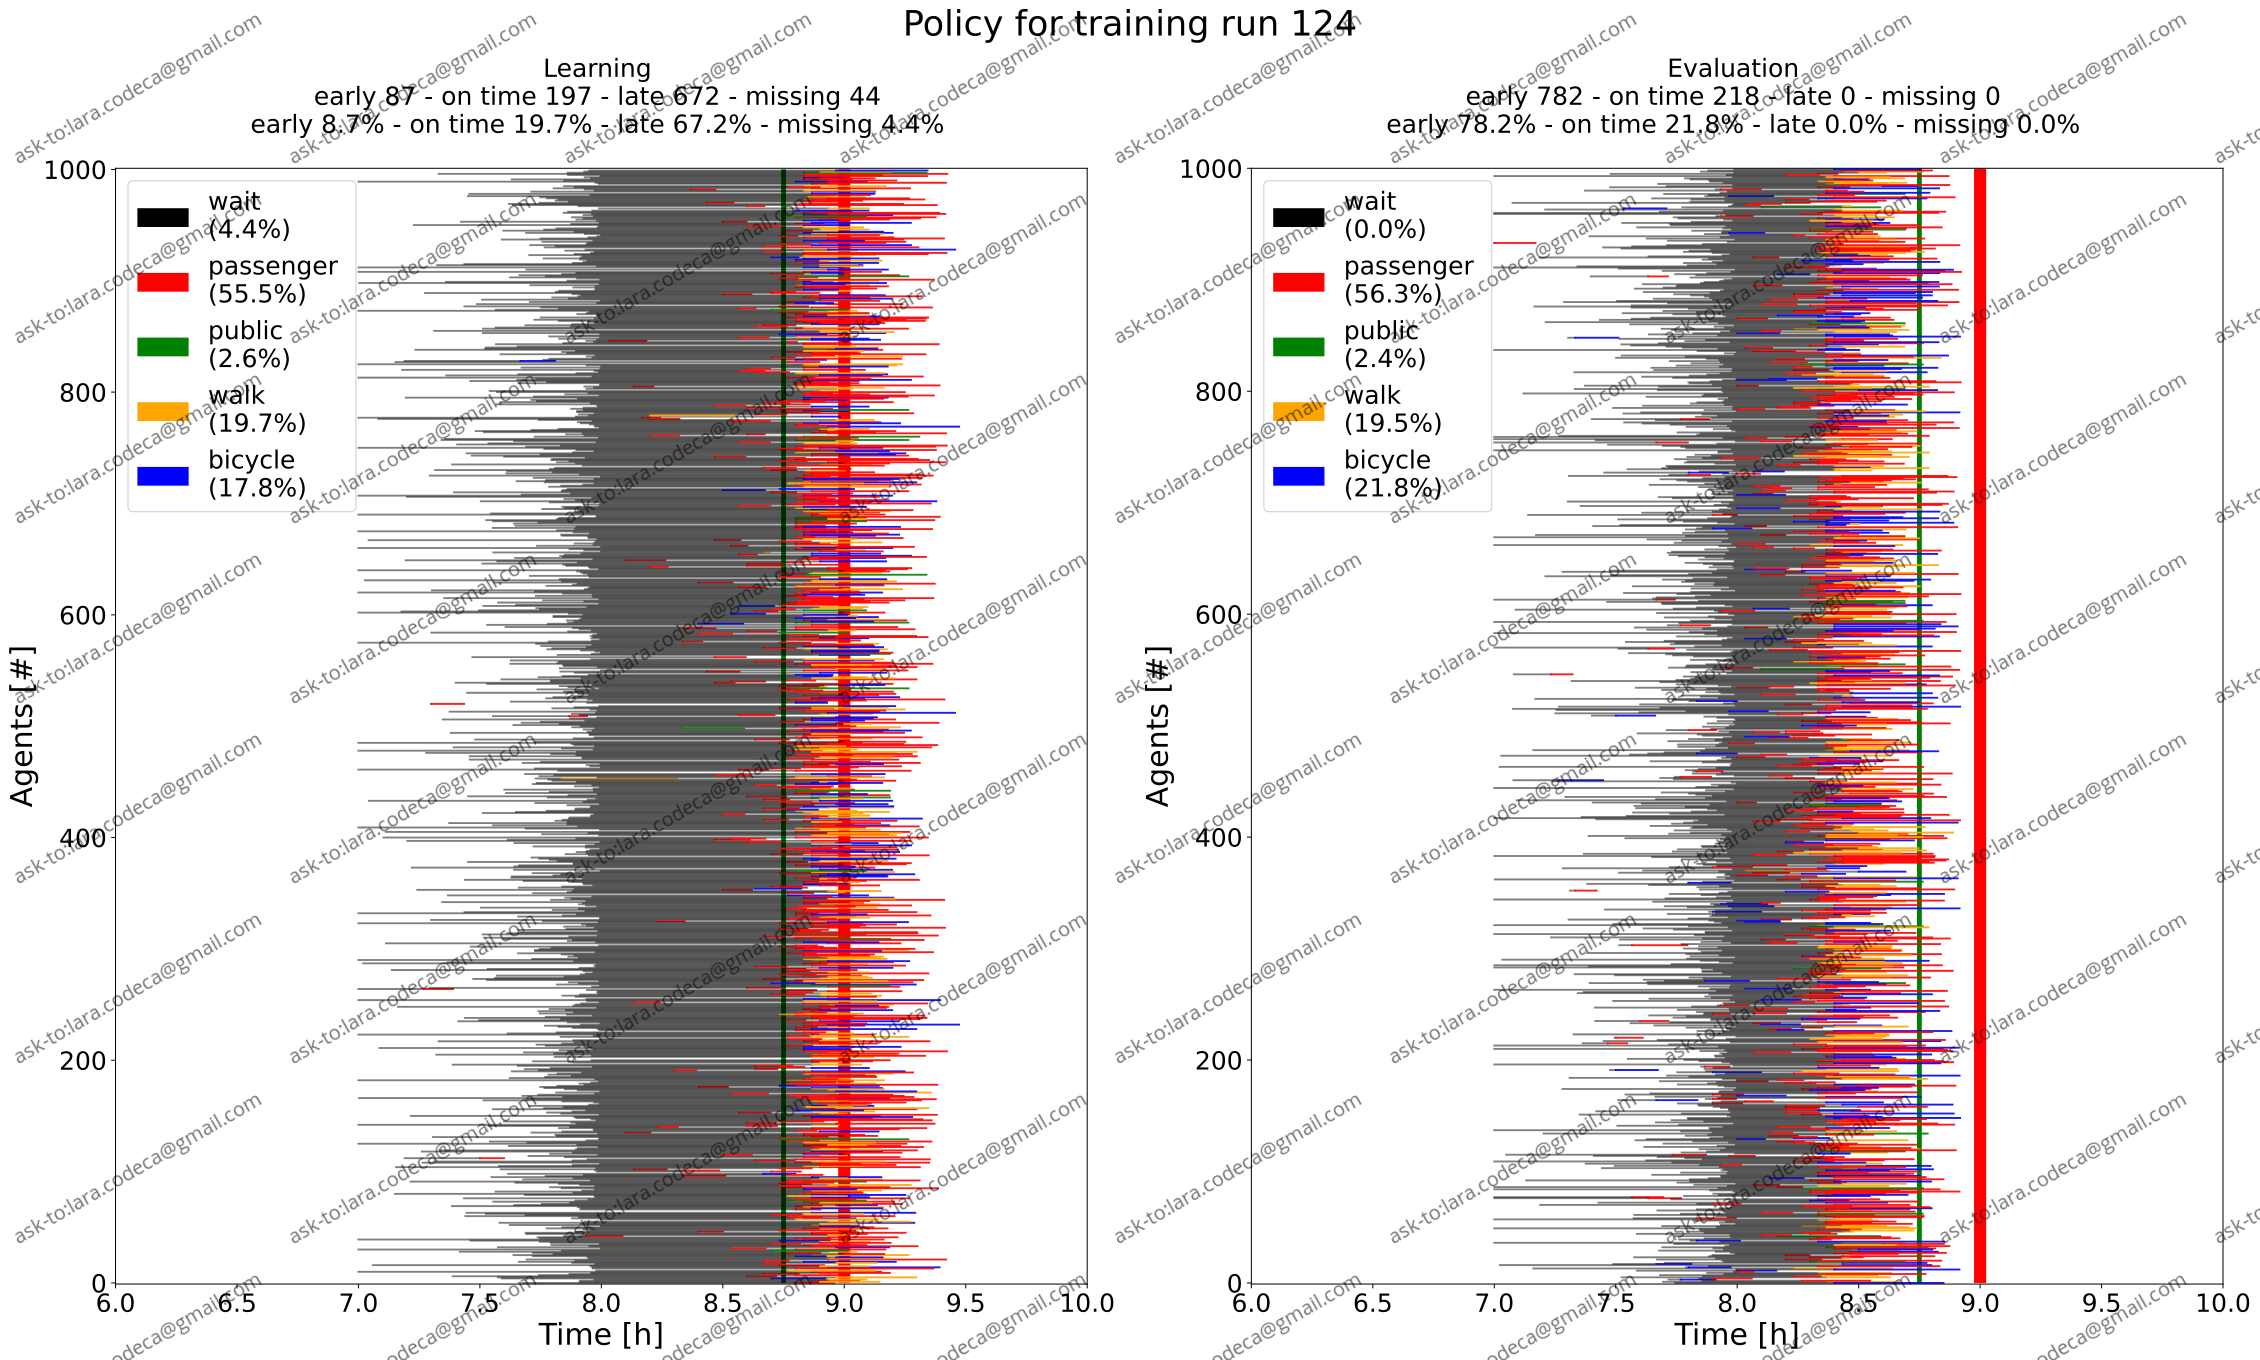 Policy for training run 124
Learning
early 87 - on time 197 - late 672 - missing 44
early 8.7% - on time 19.7% - late 67.2% - missing 4.4%
1000
800
600
400
200
0
Agents [#]
wait
(4.4%)
passenger
(55.5%)
public
(2.6%)
walk
(19.7%)
bicycle
(17.8%)
6.0 6.5 7.0 7.5 8.0 8.5 9.0 9.5 10.0
Time [h]
Evaluation
early 782 - on time 218 - late 0 - missing 0
early 78.2% - on time 21.8% - late 0.0% - missing 0.0%
1000
800
600
400
200
0
Agents [#]
wait
(0.0%)
passenger
(56.3%)
public
(2.4%)
walk
(19.5%)
bicycle
(21.8%)
6.0 6.5 7.0 7.5 8.0 8.5 9.0 9.5 10.0
Time [h]
ask-to:lara.codeca@gmail.com